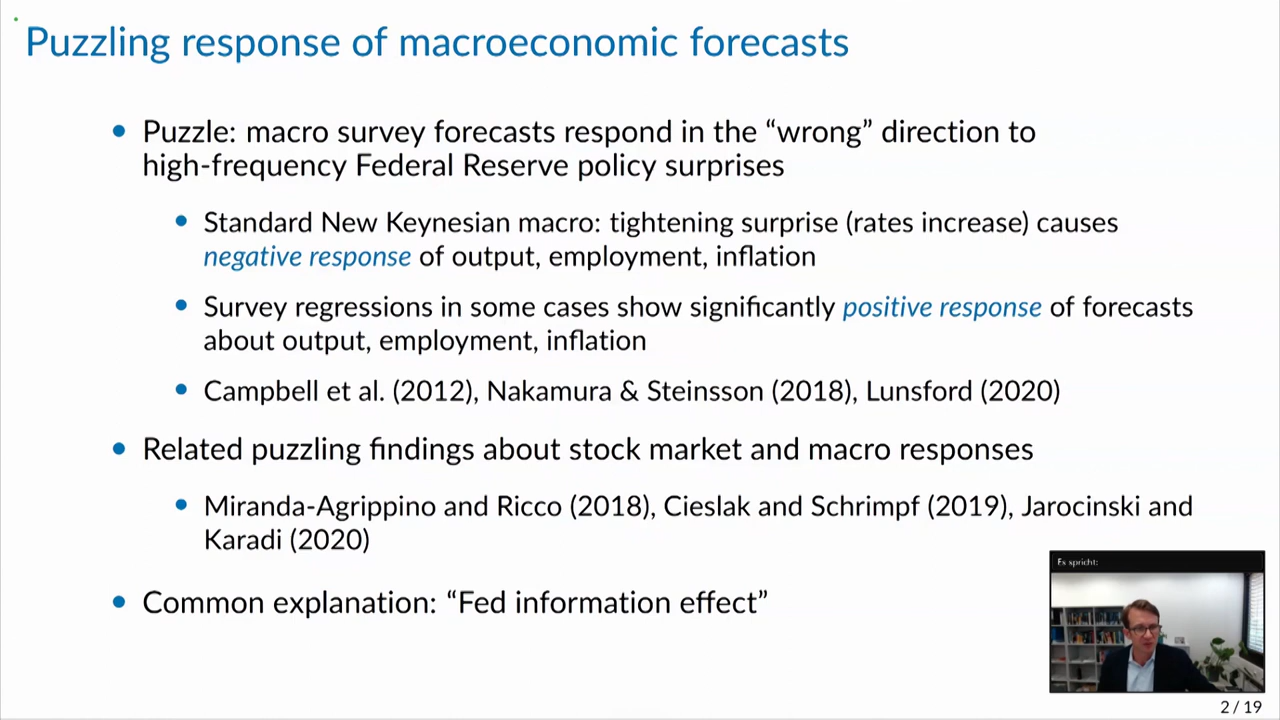 Puzzling response of macroeconomic forecasts
• Puzzle: macro survey forecasts respond in the “wrong” direction to
high-frequency Federal Reserve policy surprises
• Standard New Keynesian macro: tightening surprise (rates increase) causes
negative response of output, employment, inflation
• Survey regressions in some cases show significantly positive response of forecasts
about output, employment, inflation
• Campbell et al. (2012), Nakamura & Steinsson (2018), Lunsford (2020)
• Related puzzling findings about stock market and macro responses
• Miranda-Agrippino and Ricco (2018), Cieslak and Schrimpf (2019), Jarocinski and
Karadi (2020)
• Common explanation: “Fed information effect”
Es spricht:
2 / 19